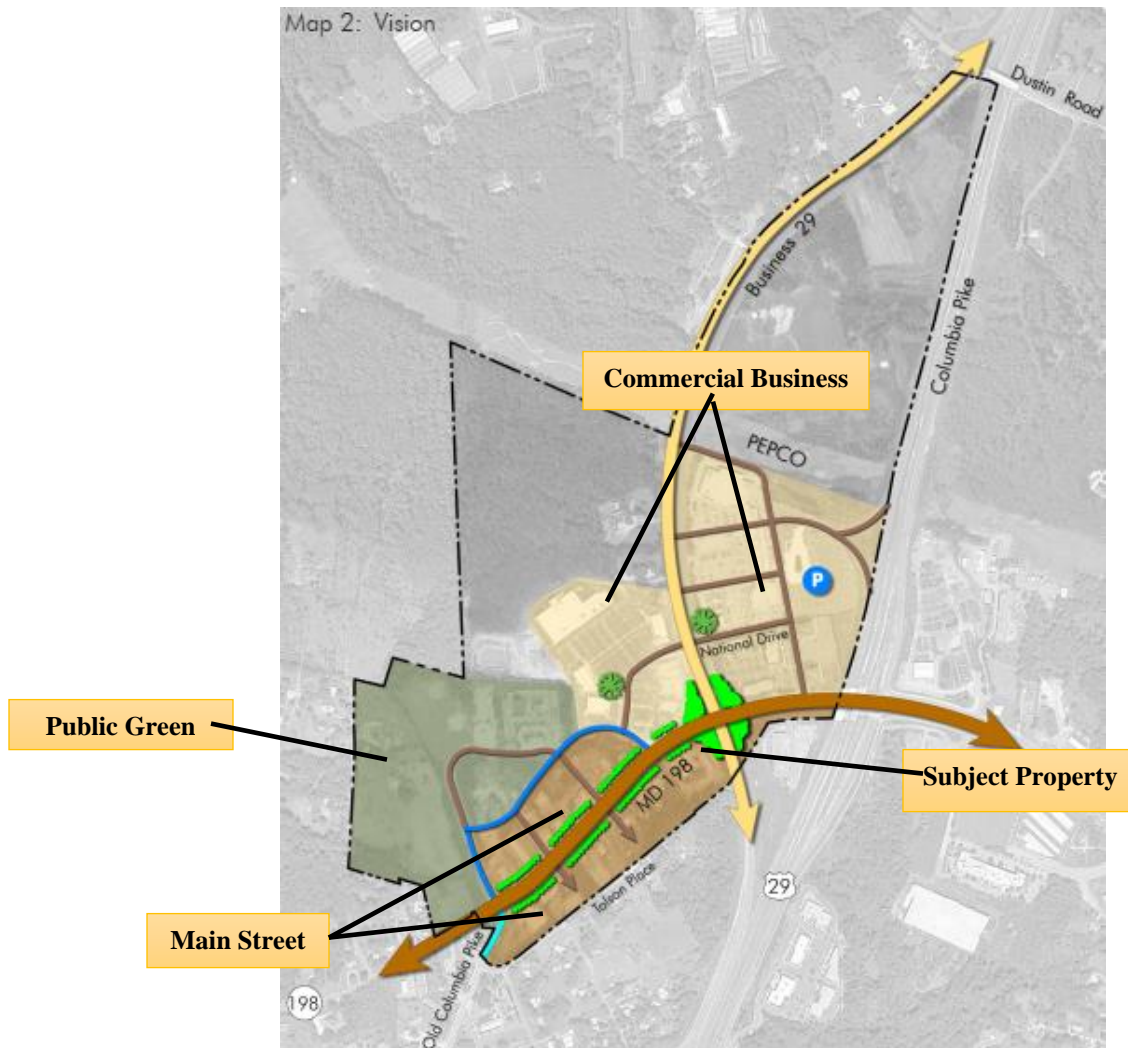 Map 2: Vision
Dustin Road
Business 29
Columbia Pike
Commercial Business
PEPCO
P
National Drive
Public Green
Subject Property
MD 198
Tolson Place
29
Main Street
Old Columbia Pike
198